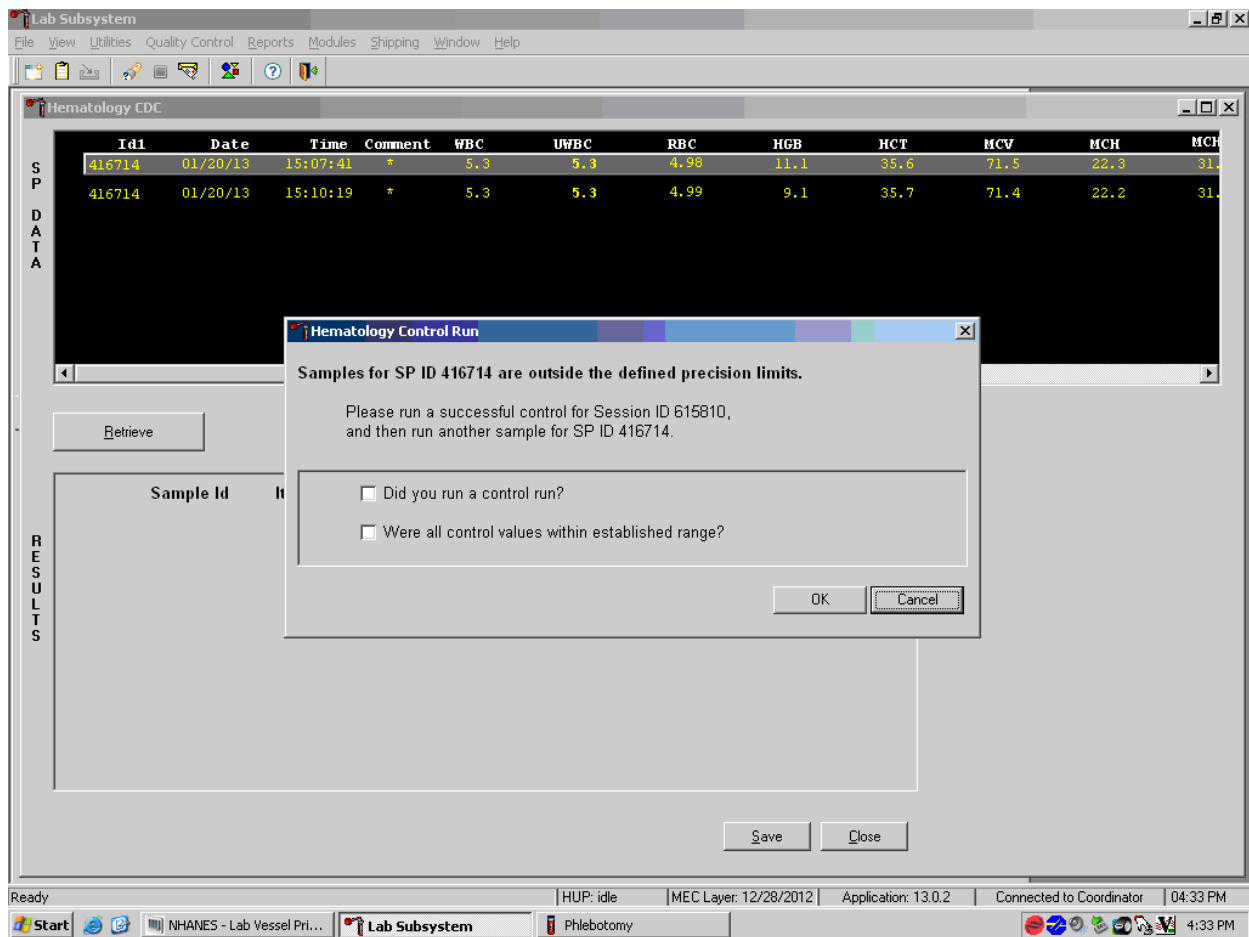 Lab Subsystem
File View Utilities Quality Control Reports Modules Shipping Window Help
Hematology CDC
Id1 Date Time Comment WBC UWBC RBC HGB HCT MCV MCH MCH
416714 01/20/13 15:07:41 * 5.3 5.3 4.98 11.1 35.6 71.5 22.3 31.
416714 01/20/13 15:10:19 * 5.3 5.3 4.99 9.1 35.7 71.4 22.2 31.
SP DATA
Hematology Control Run
Samples for SP ID 416714 are outside the defined precision limits.
Please run a successful control for Session ID 615810,
and then run another sample for SP ID 416714.
Retrieve
Sample Id It
Did you run a control run?
Were all control values within established range?
RESULTS
OK Cancel
Save Close
Ready HUP: idle MEC Layer: 12/28/2012 Application: 13.0.2 Connected to Coordinator 04:33 PM
Start NHANES - Lab Vessel Pri... Lab Subsystem Phlebotomy 4:33 PM